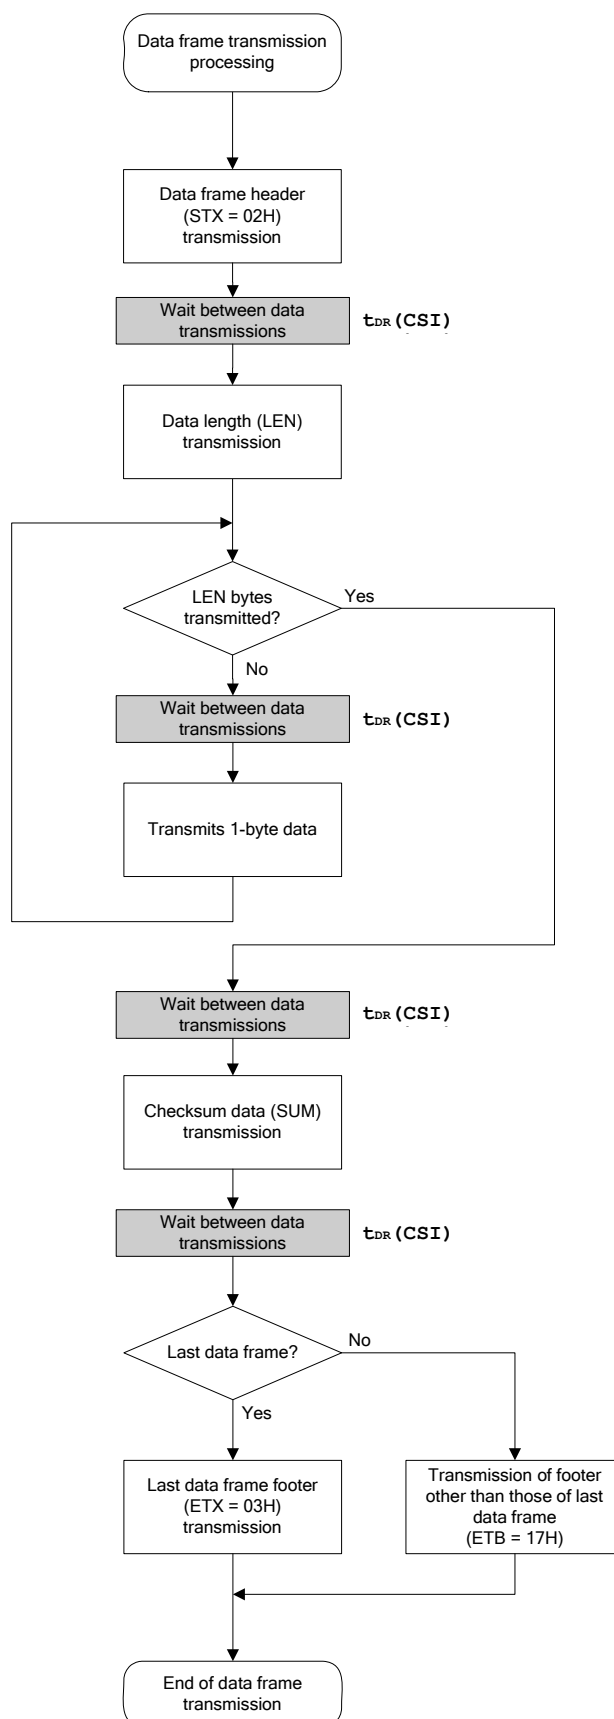 Data frame transmission
processing
Data frame header
(STX = 02H)
transmission
Wait between data
transmissions
tDR(CSI)
Data length (LEN)
transmission
LEN bytes
transmitted?
Yes
No
Wait between data
transmissions
tDR(CSI)
Transmits 1-byte data
Wait between data
transmissions
tDR(CSI)
Checksum data (SUM)
transmission
Wait between data
transmissions
tDR(CSI)
Last data frame?
No
Yes
Last data frame footer
(ETX = 03H)
transmission
Transmission of footer
other than those of last
data frame
(ETB = 17H)
End of data frame
transmission